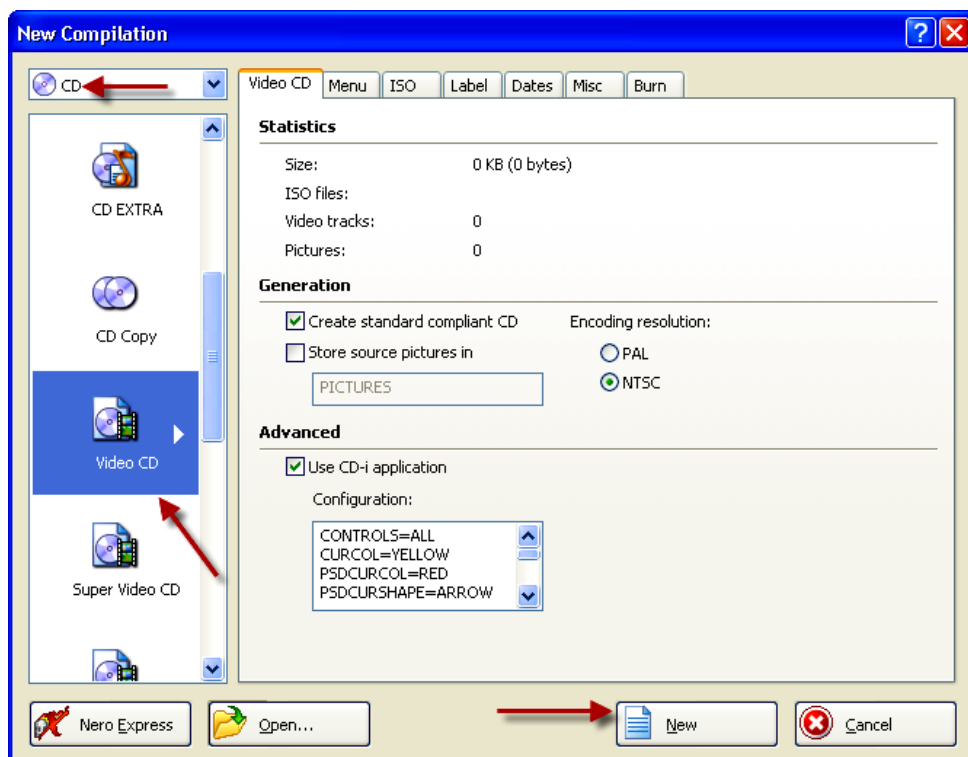 New Compilation
CD
CD EXTRA
CD Copy
Video CD
Super Video CD
Video CD
Menu
ISO
Label
Dates
Misc
Burn
Statistics
Size: 0 KB (0 bytes)
ISO files:
Video tracks: 0
Pictures: 0
Generation
Create standard compliant CD
Encoding resolution:
Store source pictures in
PAL
PICTURES
NTSC
Advanced
Use CD-i application
Configuration:
CONTROLS=ALL
CURCOL=YELLOW
PSDCURCOL=RED
PSDCURSHAPE=ARROW
Nero Express
Open...
New
Cancel